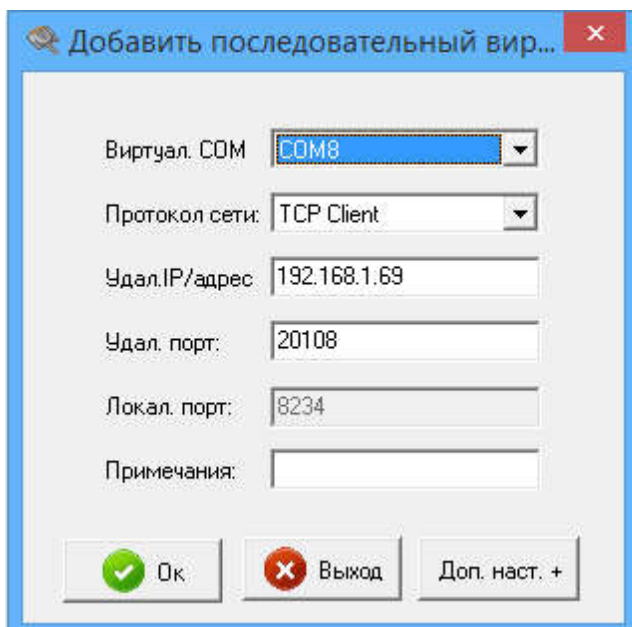 Добавить последовательный вир...
Виртуал. COM COM8
Протокол сети: TCP Client
Удал.IP/адрес 192.168.1.69
Удал. порт: 20108
Локал. порт: 8234
Примечания:
Ок Выход Доп. наст. +